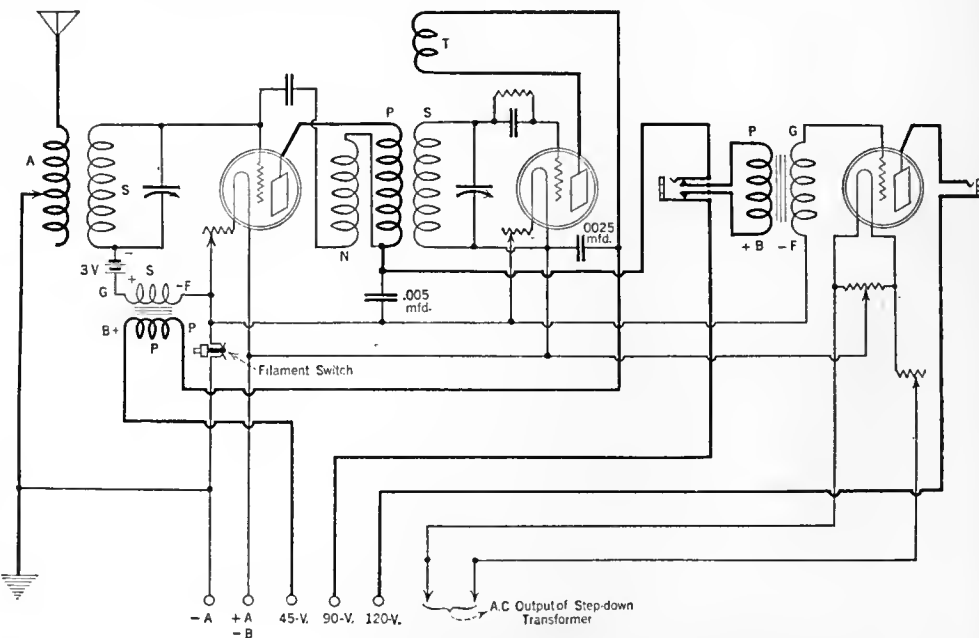 T
P
S
A
S
P
G
N
.0025
mfd.
+B
-F
3V
-
+
S
G
-F
.005
mfd.
B+
P
P
Filament Switch
-A
+A
-B
45-V.
90-V.
120-V.
A.C Output of Step-down
Transformer